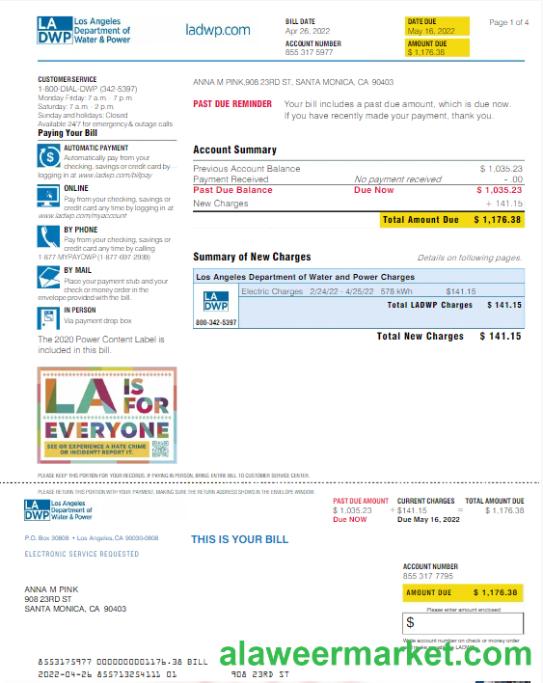 LA
DWP
Los Angeles
Department of
Water & Power
ladwp.com
BILL DATE
Apr 26, 2022
ACCOUNT NUMBER
855 317 5977
DATE DUE
May 16, 2022
AMOUNT DUE
$ 1,176.38
Page 1 of 4
CUSTOMER SERVICE
1-800-DIAL-DWP (342-5397)
Monday Friday: 7 a.m. - 7 p.m.
Saturday: 7 a.m. - 2 p.m.
Sunday and holidays: Closed
Available 24/7 for emergency & outage calls
Paying Your Bill
AUTOMATIC PAYMENT
Automatically pay from your
checking, savings or credit card by
logging in at www.ladwp.com/billpay
ONLINE
Pay from your checking, savings or
credit card any time by logging in at
www.ladwp.com/myaccount
BY PHONE
Pay from your checking, savings or
credit card any time by calling
1 877 MYPAYDWP (1-877-697-2939)
BY MAIL
Place your payment stub and your
check or money order in the
envelope provided with the bill.
IN PERSON
Via payment drop box
The 2020 Power Content Label is
included in this bill.
LA IS
FOR
EVERYONE
SEE OR EXPERIENCE A HATE CRIME
OR INCIDENT? REPORT IT.
ANNA M PINK,908 23RD ST, SANTA MONICA, CA 90403
PAST DUE REMINDER Your bill includes a past due amount, which is due now.
If you have recently made your payment, thank you.
Account Summary
Previous Account Balance $ 1,035.23
Payment Received No payment received - .00
Past Due Balance Due Now $ 1,035.23
New Charges + 141.15
Total Amount Due $ 1,176.38
Summary of New Charges Details on following pages.
Los Angeles Department of Water and Power Charges
LA
DWP
800-342-5397
Electric Charges 2/24/22 - 4/25/22 578 kWh $141.15
Total LADWP Charges $ 141.15
Total New Charges $ 141.15
PLEASE KEEP THIS PORTION FOR YOUR RECORDS. IF PAYING IN PERSON, BRING ENTIRE BILL TO CUSTOMER SERVICE CENTER.
PLEASE RETURN THIS PORTION WITH YOUR PAYMENT, MAKING SURE THE RETURN ADDRESS SHOWS IN THE ENVELOPE WINDOW.
LA
DWP
Los Angeles
Department of
Water & Power
PAST DUE AMOUNT CURRENT CHARGES TOTAL AMOUNT DUE
$ 1,035.23 + $141.15 = $ 1,176.38
Due NOW Due May 16, 2022
P.O. Box 30808 • Los Angeles, CA 90030-0808
THIS IS YOUR BILL
ELECTRONIC SERVICE REQUESTED
ACCOUNT NUMBER
855 317 7795
AMOUNT DUE $ 1,176.38
Please enter amount enclosed
$
Write account number on check or money order
ANNA M PINK
908 23RD ST
SANTA MONICA, CA 90403
alaweermarket.com
8553175977 BILL
2022-04-26 855713254111 01 908 23RD ST